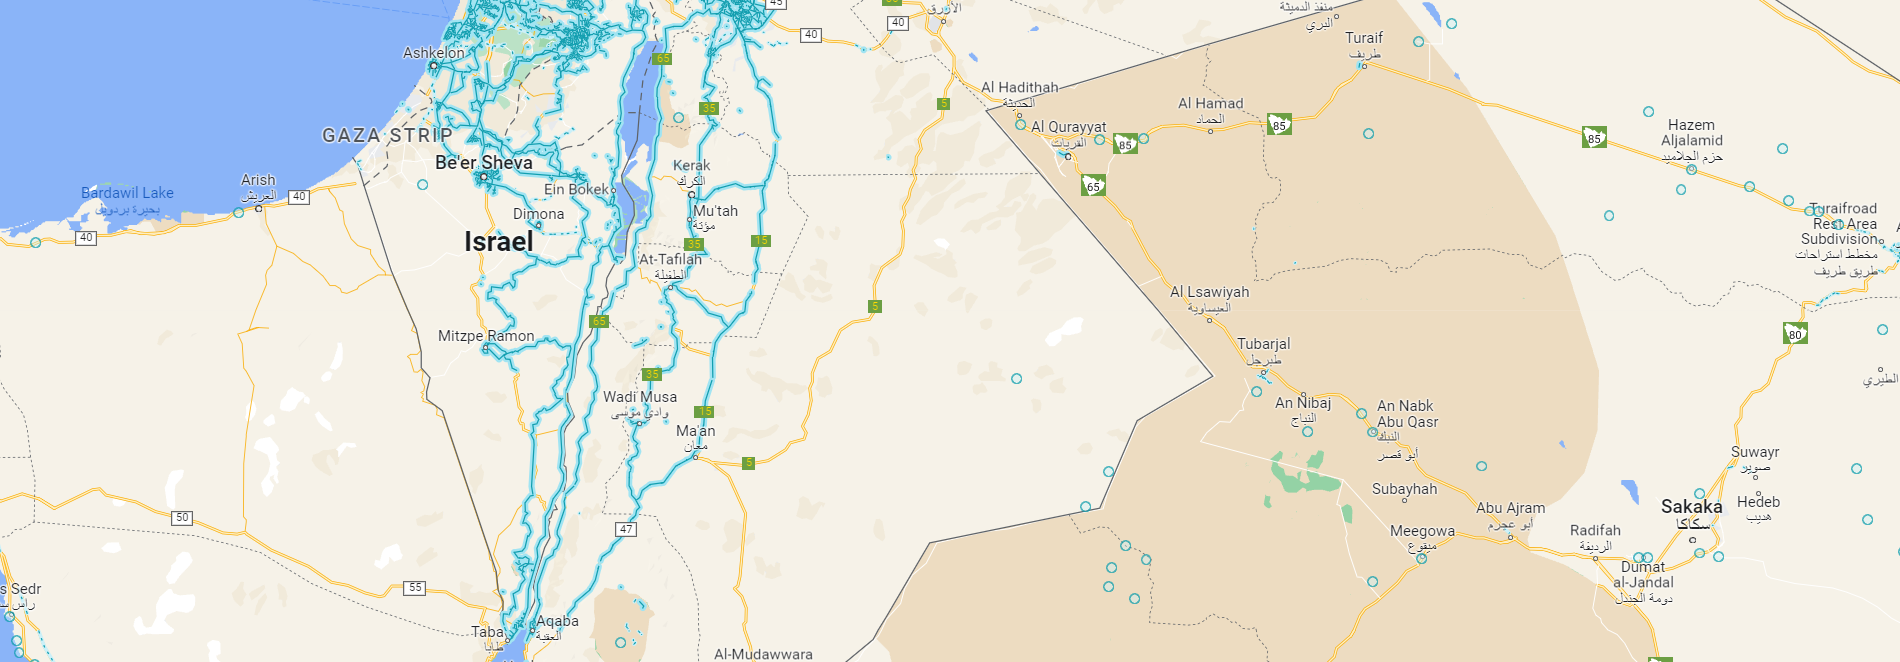 45
40
40
الأزرق
منفذ الدميثة
البري
Turaif
طريف
Ashkelon
65
Al Hadithah
الحديثة
Al Hamad
الحماد
85
5
35
GAZA STRIP
Al Qurayyat
القريات
85
85
Hazem
Aljalamid
حزم الجلاميد
Be'er Sheva
Kerak
الكرك
65
Arish
العريش
40
Ein Bokek
Bardawil Lake
بحيرة بردويل
Dimona
Mu'tah
مؤتة
Turaifroad
Rest Area
Subdivision
مخطط استراحات
طريق طريف
40
Israel
35
15
At-Tafilah
الطفيلة
Al Lsawiyah
العيساوية
5
65
80
Mitzpe Ramon
Tubarjal
طبرجل
35
الطيري
Wadi Musa
وادي موسى
15
An Nibaj
النباج
An Nabk
Abu Qasr
النبك
أبو قصر
Ma'an
معان
5
Suwayr
صوير
Subayhah
Hedeb
هديب
50
47
Sakaka
سكاكا
Abu Ajram
أبو عجرم
Meegowa
ميقوع
Radifah
الرديفة
Dumat
al-Jandal
دومة الجندل
55
s Sedr
Taba
طابا
Aqaba
العقبة
Al-Mudawwara